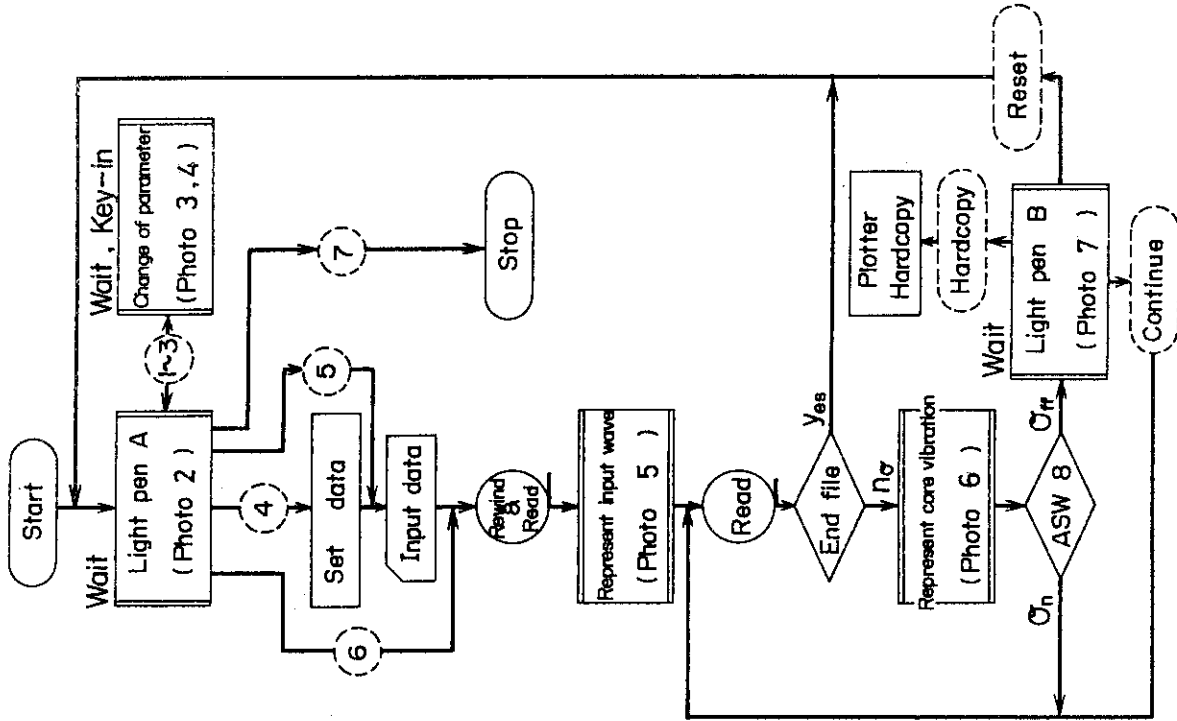 Start
Wait
Light pen A
( Photo 2 )
1~3
Wait , Key-in
Change of parameter
( Photo 3 , 4 )
6
4
5
7
Set data
Input data
Stop
Rewind
&
Read
Represent input wave
( Photo 5 )
Read
End file
yes
no
Represent core vibration
( Photo 6 )
ASW 8
On
Off
Wait
Light pen B
( Photo 7 )
Plotter
Hardcopy
Hardcopy
Reset
Continue